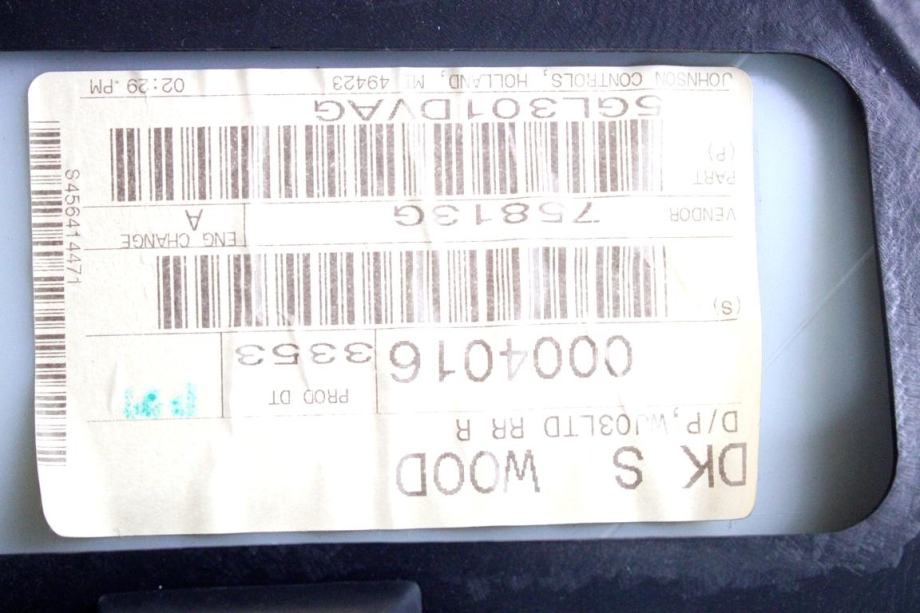 DK S WOOD
D/P,WJ03LTD RR R
PROD DT
0004016 3353
(S)
ENG CHANGE
VENDOR 75813G A
PART
(P)
5GL301DVAG
JOHNSON CONTROLS, HOLLAND, MI 49423 02:29.PM
S456414471